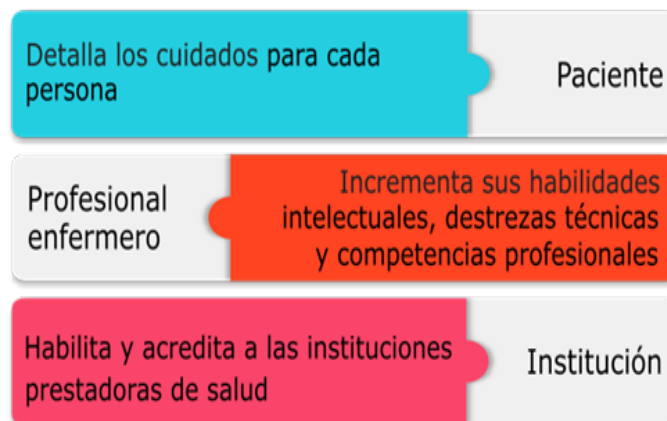 Detalla los cuidados para cada
persona
Paciente
Profesional
enfermero
Incrementa sus habilidades
intelectuales, destrezas técnicas
y competencias profesionales
Habilita y acredita a las instituciones
prestadoras de salud
Institución